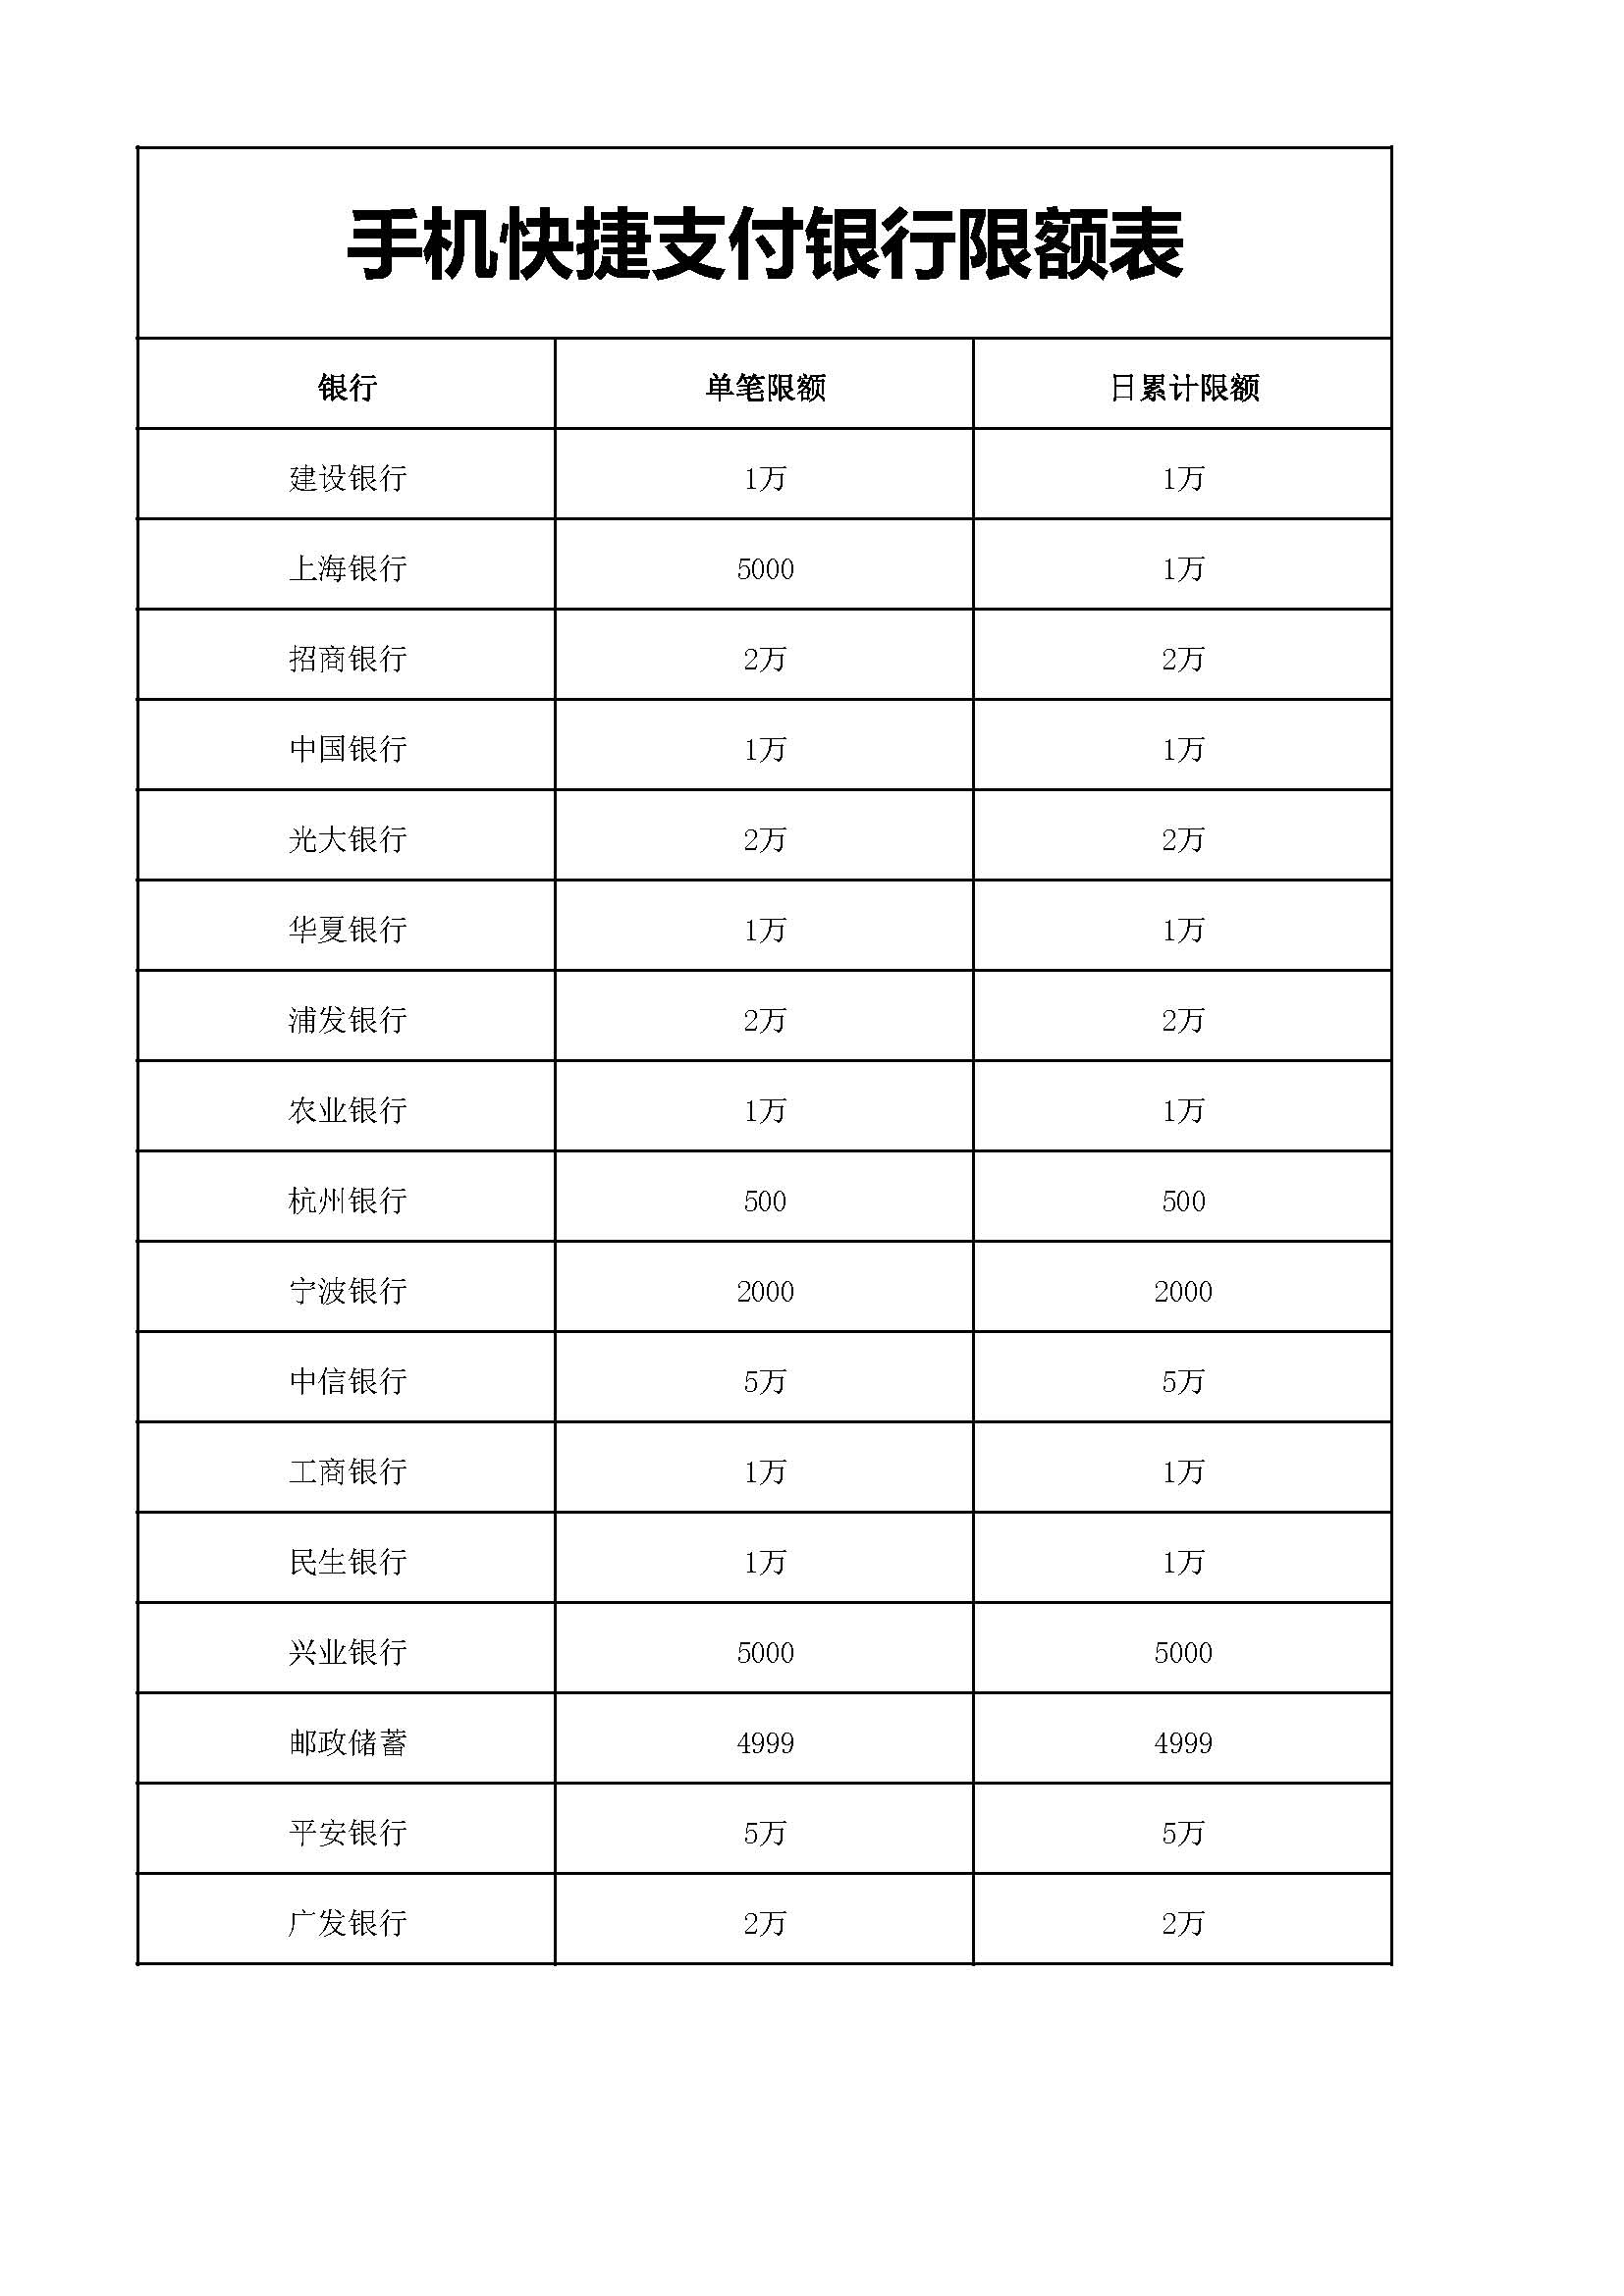 手机快捷支付银行限额表
银行 单笔限额 日累计限额
建设银行 1万 1万
上海银行 5000 1万
招商银行 2万 2万
中国银行 1万 1万
光大银行 2万 2万
华夏银行 1万 1万
浦发银行 2万 2万
农业银行 1万 1万
杭州银行 500 500
宁波银行 2000 2000
中信银行 5万 5万
工商银行 1万 1万
民生银行 1万 1万
兴业银行 5000 5000
邮政储蓄 4999 4999
平安银行 5万 5万
广发银行 2万 2万